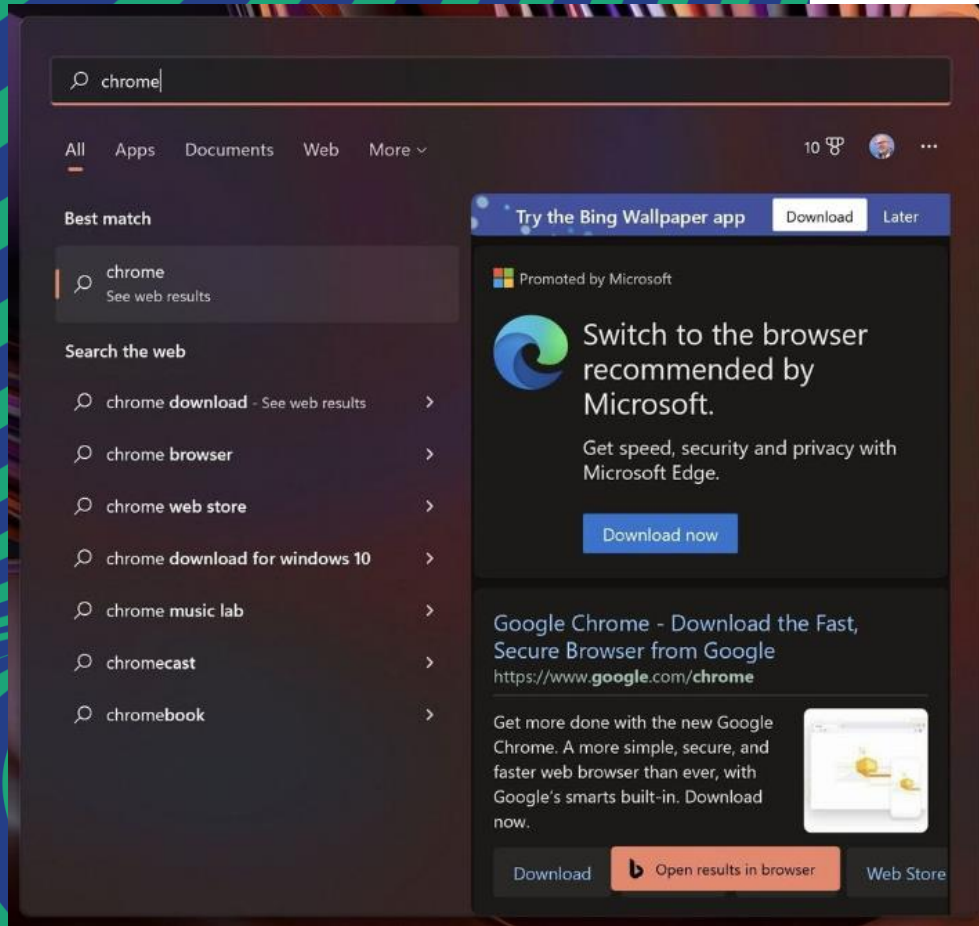 chrome
All Apps Documents Web More
10
Best match
chrome
See web results
Search the web
chrome download - See web results
chrome browser
chrome web store
chrome download for windows 10
chrome music lab
chromecast
chromebook
Try the Bing Wallpaper app Download Later
Promoted by Microsoft
Switch to the browser
recommended by
Microsoft.
Get speed, security and privacy with
Microsoft Edge.
Download now
Google Chrome - Download the Fast,
Secure Browser from Google
https://www.google.com/chrome
Get more done with the new Google
Chrome. A more simple, secure, and
faster web browser than ever, with
Google's smarts built-in. Download
now.
Download Open results in browser Web Store